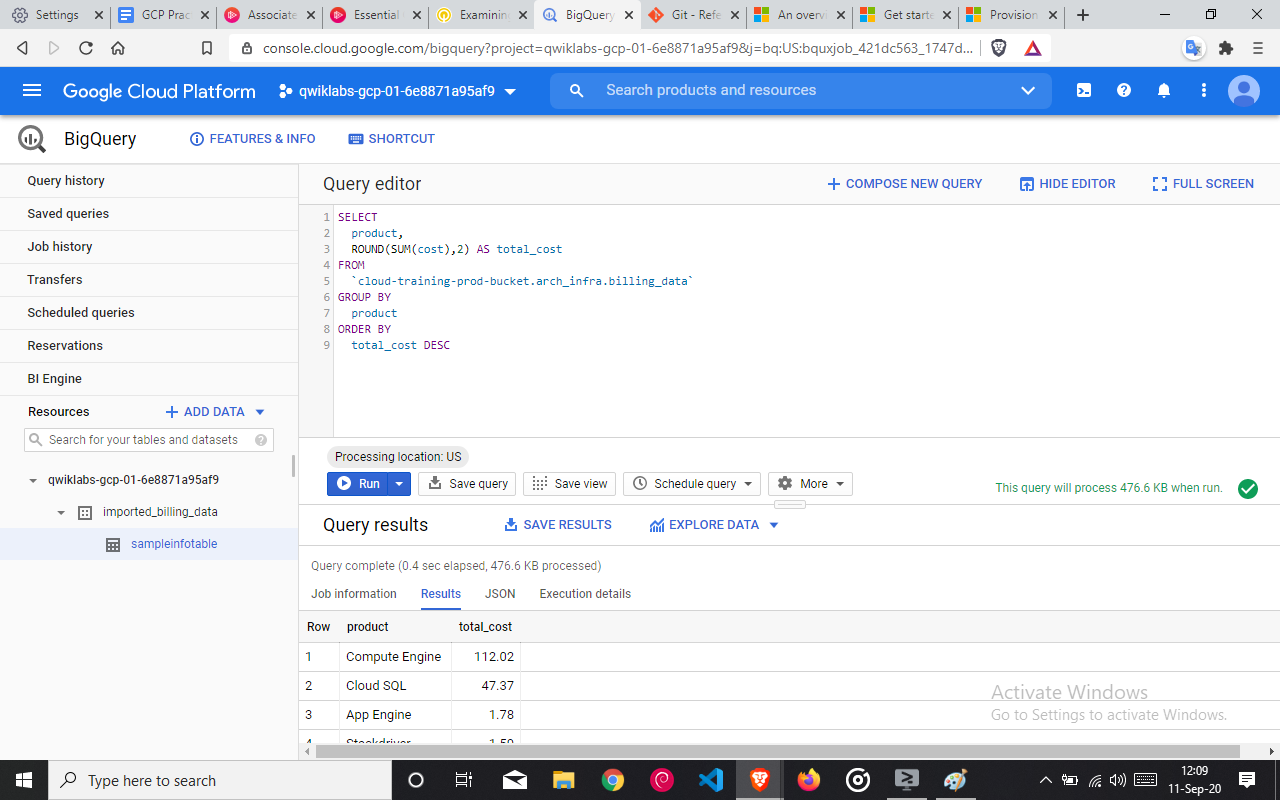 Settings
GCP Prac
Associate
Essential
Examinin
BigQuery
Git - Refe
An overvi
Get starte
Provision
console.cloud.google.com/bigquery?project=qwiklabs-gcp-01-6e8871a95af9&j=bq:US:bquxjob_421dc563_1747d...
Google Cloud Platform
qwiklabs-gcp-01-6e8871a95af9
Search products and resources
BigQuery
FEATURES & INFO
SHORTCUT
Query history
Saved queries
Job history
Transfers
Scheduled queries
Reservations
BI Engine
Resources
ADD DATA
Search for your tables and datasets
qwiklabs-gcp-01-6e8871a95af9
imported_billing_data
sampleinfotable
Query editor
COMPOSE NEW QUERY
HIDE EDITOR
FULL SCREEN
1 SELECT
2 product,
3 ROUND(SUM(cost),2) AS total_cost
4 FROM
5 `cloud-training-prod-bucket.arch_infra.billing_data`
6 GROUP BY
7 product
8 ORDER BY
9 total_cost DESC
Processing location: US
Run
Save query
Save view
Schedule query
More
This query will process 476.6 KB when run.
Query results
SAVE RESULTS
EXPLORE DATA
Query complete (0.4 sec elapsed, 476.6 KB processed)
Job information
Results
JSON
Execution details
Row product total_cost
1 Compute Engine 112.02
2 Cloud SQL 47.37
3 App Engine 1.78
4 Stackdriver 1.59
Activate Windows
Go to Settings to activate Windows.
Type here to search
12:09
11-Sep-20